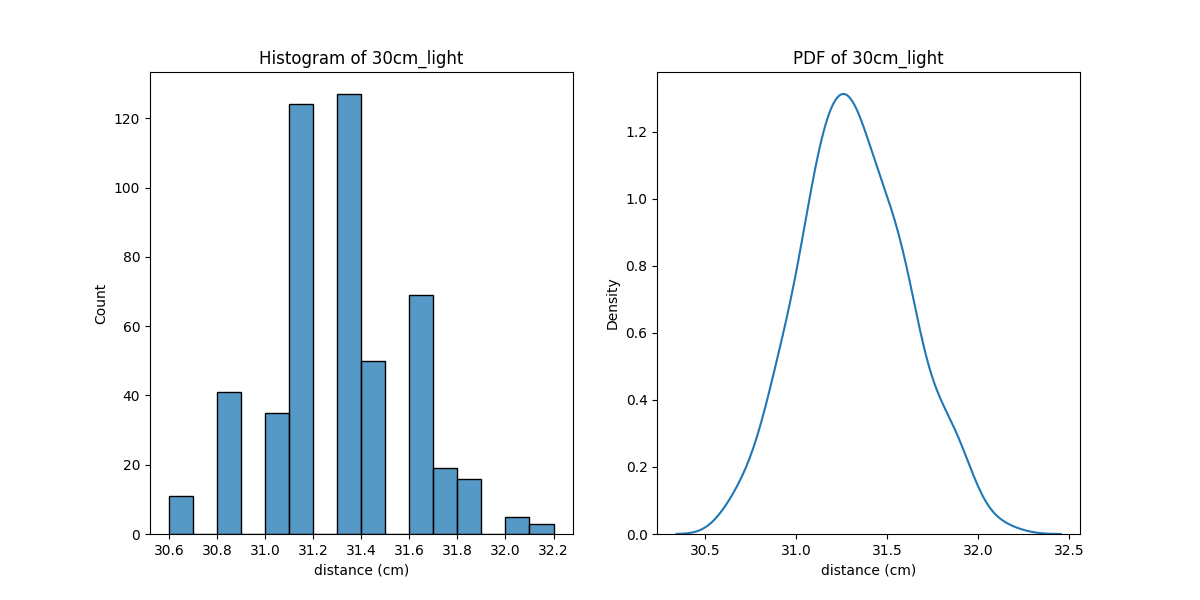 Histogram of 30cm_light
120
100
80
60
40
20
0
Count
30.6 30.8 31.0 31.2 31.4 31.6 31.8 32.0 32.2
distance (cm)
PDF of 30cm_light
1.2
1.0
0.8
0.6
0.4
0.2
0.0
Density
30.5 31.0 31.5 32.0 32.5
distance (cm)